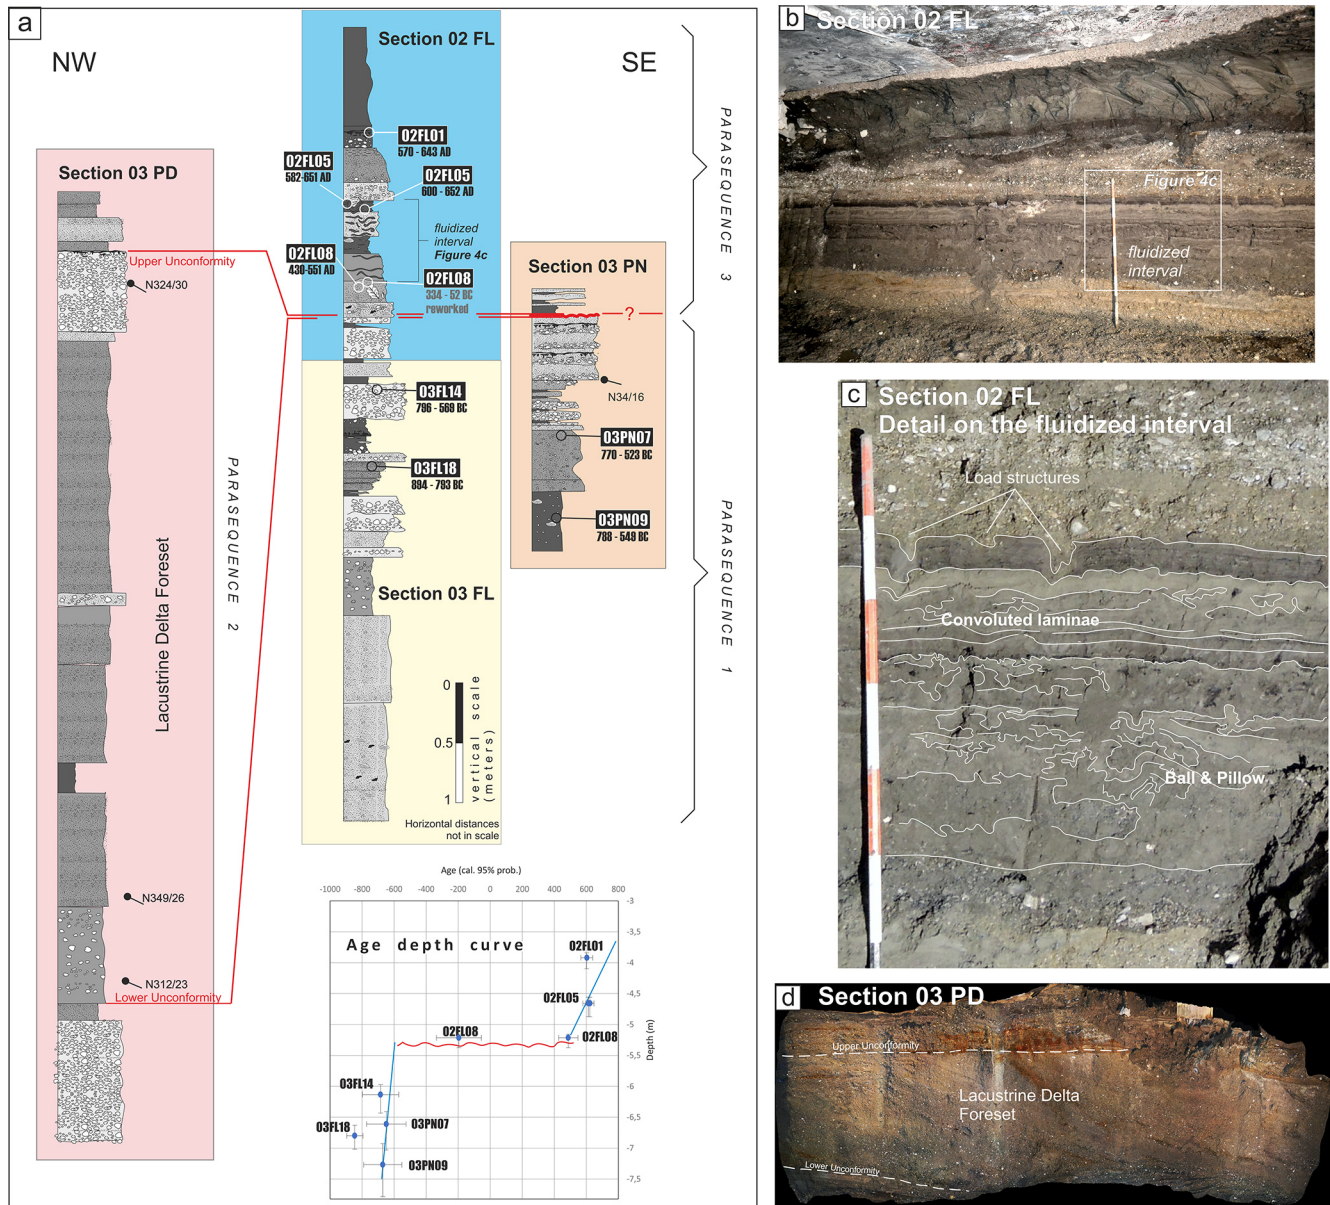 a
NW
SE
Section 02 FL
02FL01
570 - 643 AD
02FL05
582-651 AD
02FL05
600 - 652 AD
fluidized
interval
Figure 4c
02FL08
430-551 AD
02FL08
334 - 52 BC
reworked
PARASEQUENCE 3
Section 03 PD
Upper Unconformity
N324/30
Lacustrine Delta Foreset
PARASEQUENCE 2
N349/26
N312/23
Lower Unconformity
Section 03 PN
?
N34/16
03PN07
770 - 523 BC
03PN09
788 - 549 BC
03FL14
796 - 569 BC
03FL18
894 - 793 BC
Section 03 FL
PARASEQUENCE 1
0
0.5
1
vertical scale
(meters)
Horizontal distances
not in scale
Age (cal. 95% prob.)
-1000 -800 -600 -400 -200 0 200 400 600 800
-3
-3,5
-4
-4,5
-5
-5,5
-6
-6,5
-7
-7,5
Depth (m)
Age depth curve
02FL01
02FL05
02FL08
02FL08
03FL14
03PN07
03FL18
03PN09
b
Section 02 FL
Figure 4c
fluidized
interval
c
Section 02 FL
Detail on the fluidized interval
Load structures
Convoluted laminae
Ball & Pillow
d
Section 03 PD
Upper Unconformity
Lacustrine Delta
Foreset
Lower Unconformity